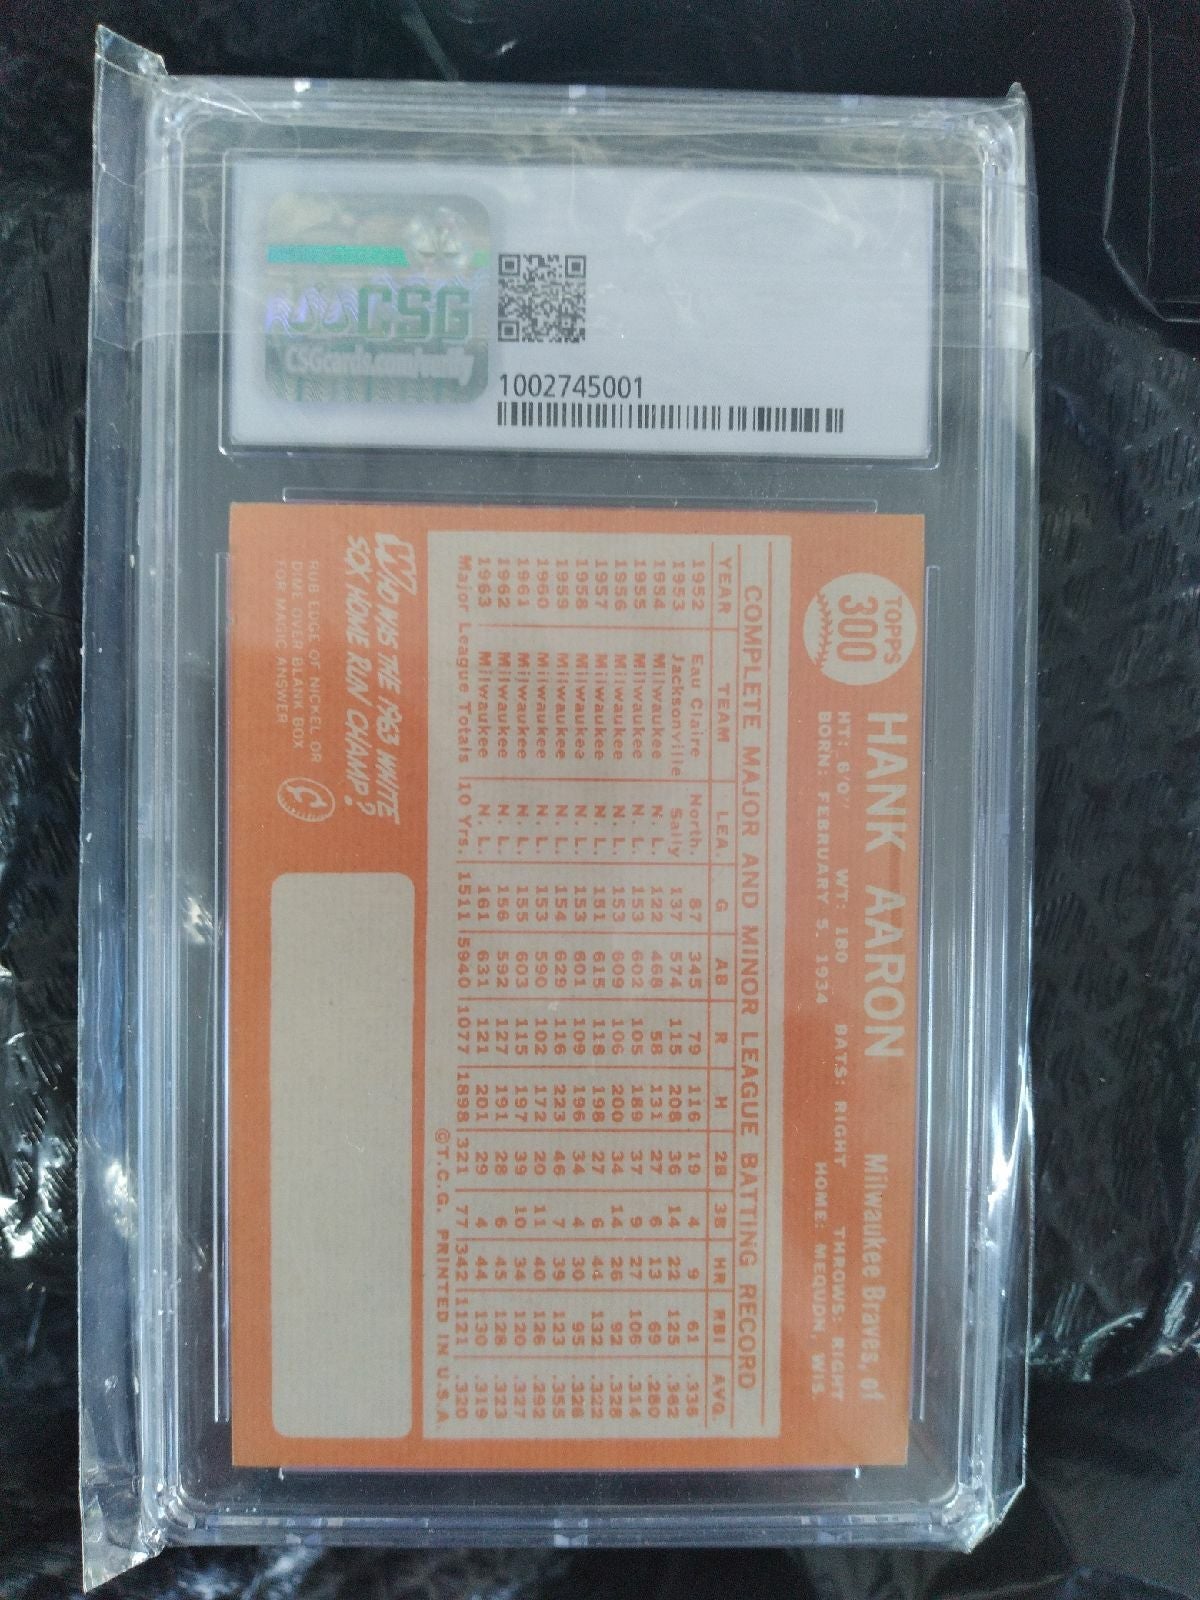 CSG
CSGcards.com/verify
1002745001
TOPPS
300
HANK AARON Milwaukee Braves, of
HT: 6'0" WT: 180 BATS: RIGHT THROWS: RIGHT
BORN: FEBRUARY 5, 1934 HOME: MEQUON, WIS.
COMPLETE MAJOR AND MINOR LEAGUE BATTING RECORD
YEAR TEAM LEA. G AB R H 2B 3B HR RBI AVG.
1952 Eau Claire North. 87 345 79 116 19 4 9 61 .336
1953 Jacksonville Sally 137 574 115 208 36 14 22 125 .362
1954 Milwaukee N. L. 122 468 58 131 27 6 13 69 .280
1955 Milwaukee N. L. 153 602 105 189 37 9 27 106 .314
1956 Milwaukee N. L. 153 609 106 200 34 14 26 92 .328
1957 Milwaukee N. L. 151 615 118 198 27 6 44 132 .322
1958 Milwaukee N. L. 153 601 109 196 34 4 30 95 .326
1959 Milwaukee N. L. 154 629 116 223 46 7 39 123 .355
1960 Milwaukee N. L. 153 590 102 172 20 11 40 126 .292
1961 Milwaukee N. L. 155 603 115 197 39 10 34 120 .327
1962 Milwaukee N. L. 156 592 127 191 28 6 45 128 .323
1963 Milwaukee N. L. 161 631 121 201 29 4 44 130 .319
Major League Totals 10 Yrs. 1511 5940 1077 1898 321 77 342 1121 .320
©T.C.G. PRINTED IN U.S.A.
WHO WAS THE 1963 WHITE
SOX HOME RUN CHAMP?
RUB EDGE OF NICKEL OR
DIME OVER BLANK BOX
FOR MAGIC ANSWER